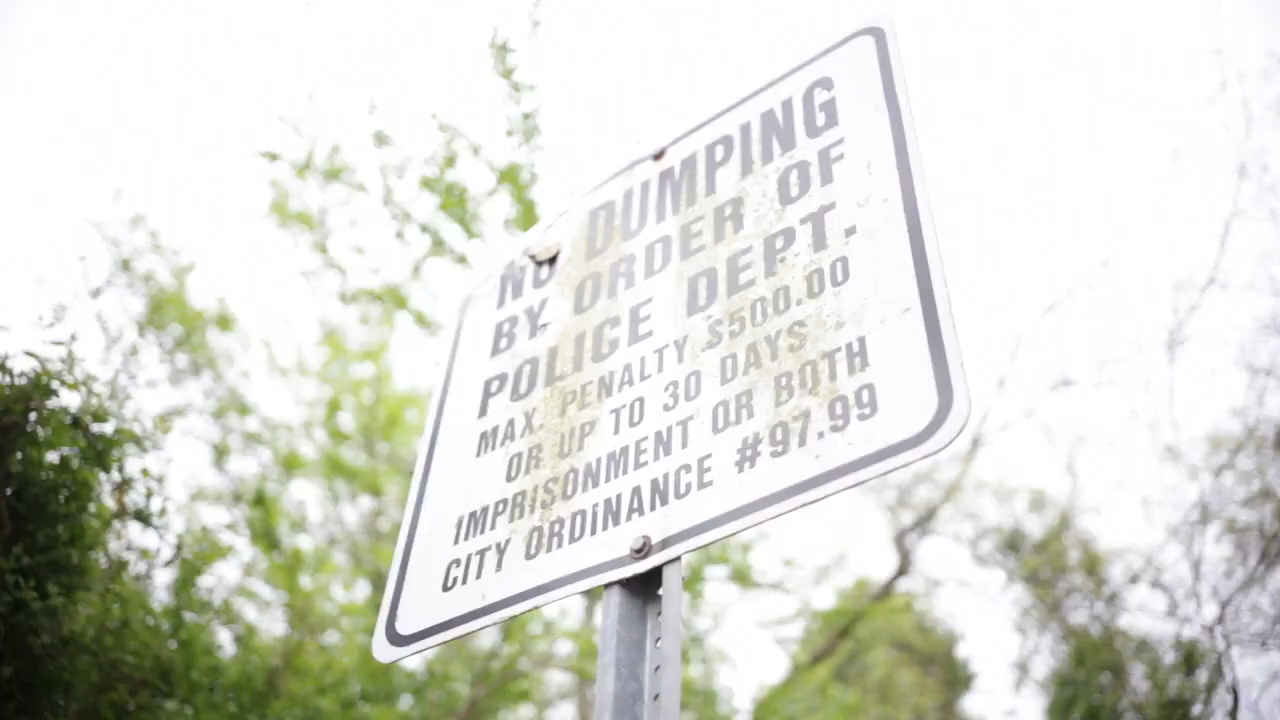 NO DUMPING
BY ORDER OF
POLICE DEPT.
MAX. PENALTY $500.00
OR UP TO 30 DAYS
IMPRISONMENT OR BOTH
CITY ORDINANCE #97.99